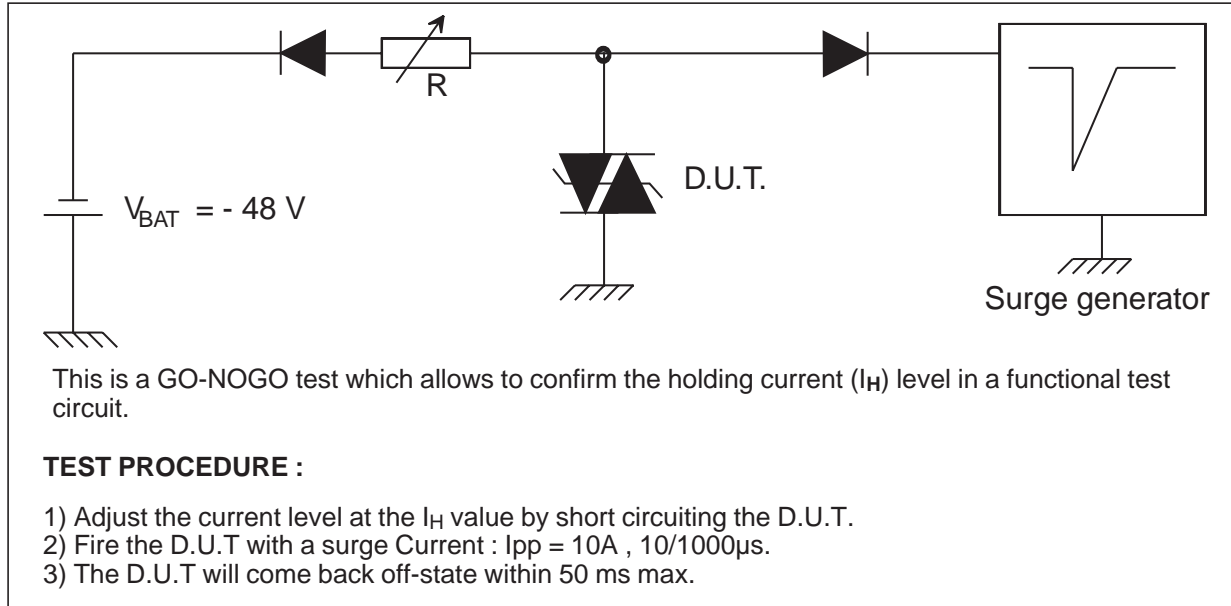 R
D.U.T.
VBAT = - 48 V
Surge generator
This is a GO-NOGO test which allows to confirm the holding current (IH) level in a functional test
circuit.
TEST PROCEDURE :
1) Adjust the current level at the IH value by short circuiting the D.U.T.
2) Fire the D.U.T with a surge Current : Ipp = 10A , 10/1000µs.
3) The D.U.T will come back off-state within 50 ms max.